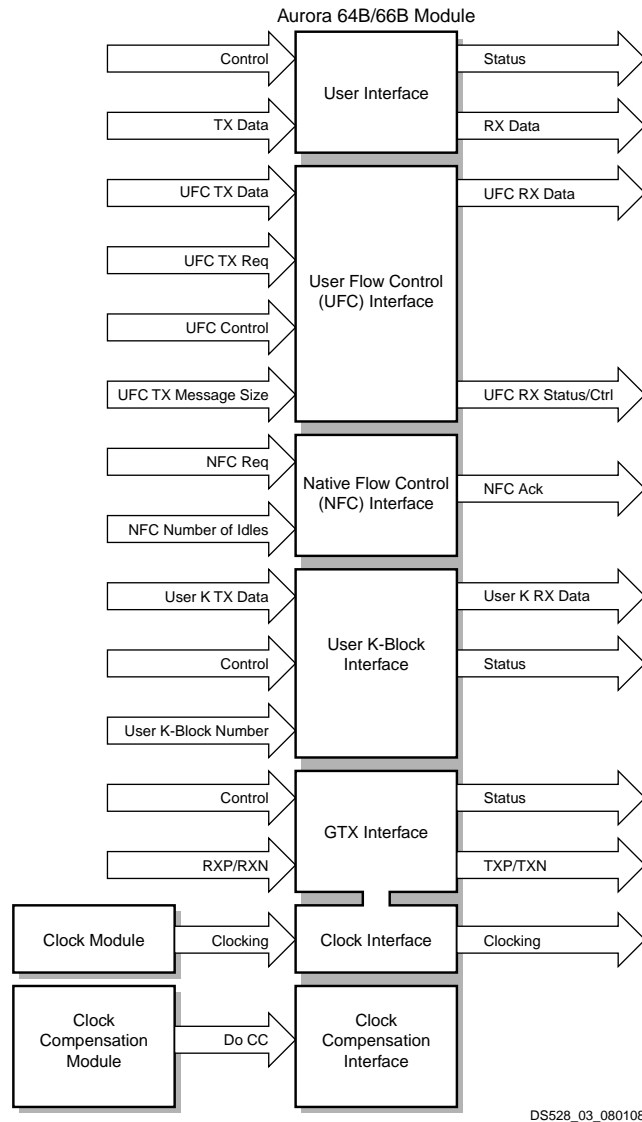 Aurora 64B/66B Module
Control
User Interface
Status
TX Data
RX Data
UFC TX Data
UFC RX Data
UFC TX Req
User Flow Control
(UFC) Interface
UFC Control
UFC TX Message Size
UFC RX Status/Ctrl
NFC Req
Native Flow Control
(NFC) Interface
NFC Ack
NFC Number of Idles
User K TX Data
User K RX Data
User K-Block
Interface
Control
Status
User K-Block Number
Control
Status
GTX Interface
RXP/RXN
TXP/TXN
Clock Module
Clocking
Clock Interface
Clocking
Clock
Compensation
Module
Do CC
Clock
Compensation
Interface
DS528_03_080108